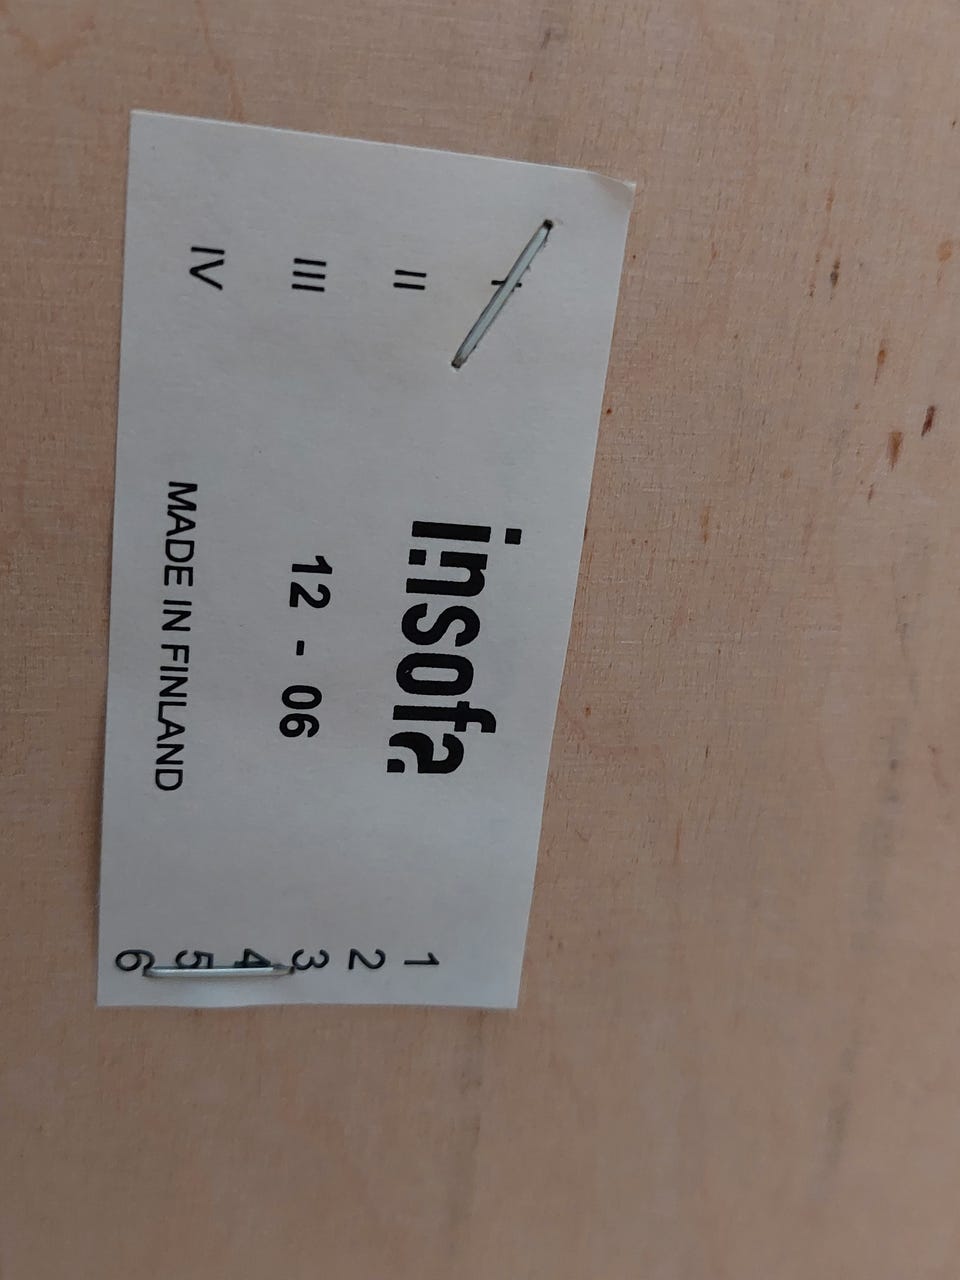 insofa
12 - 06
MADE IN FINLAND
I
II
III
IV
1
2
3
4
5
6